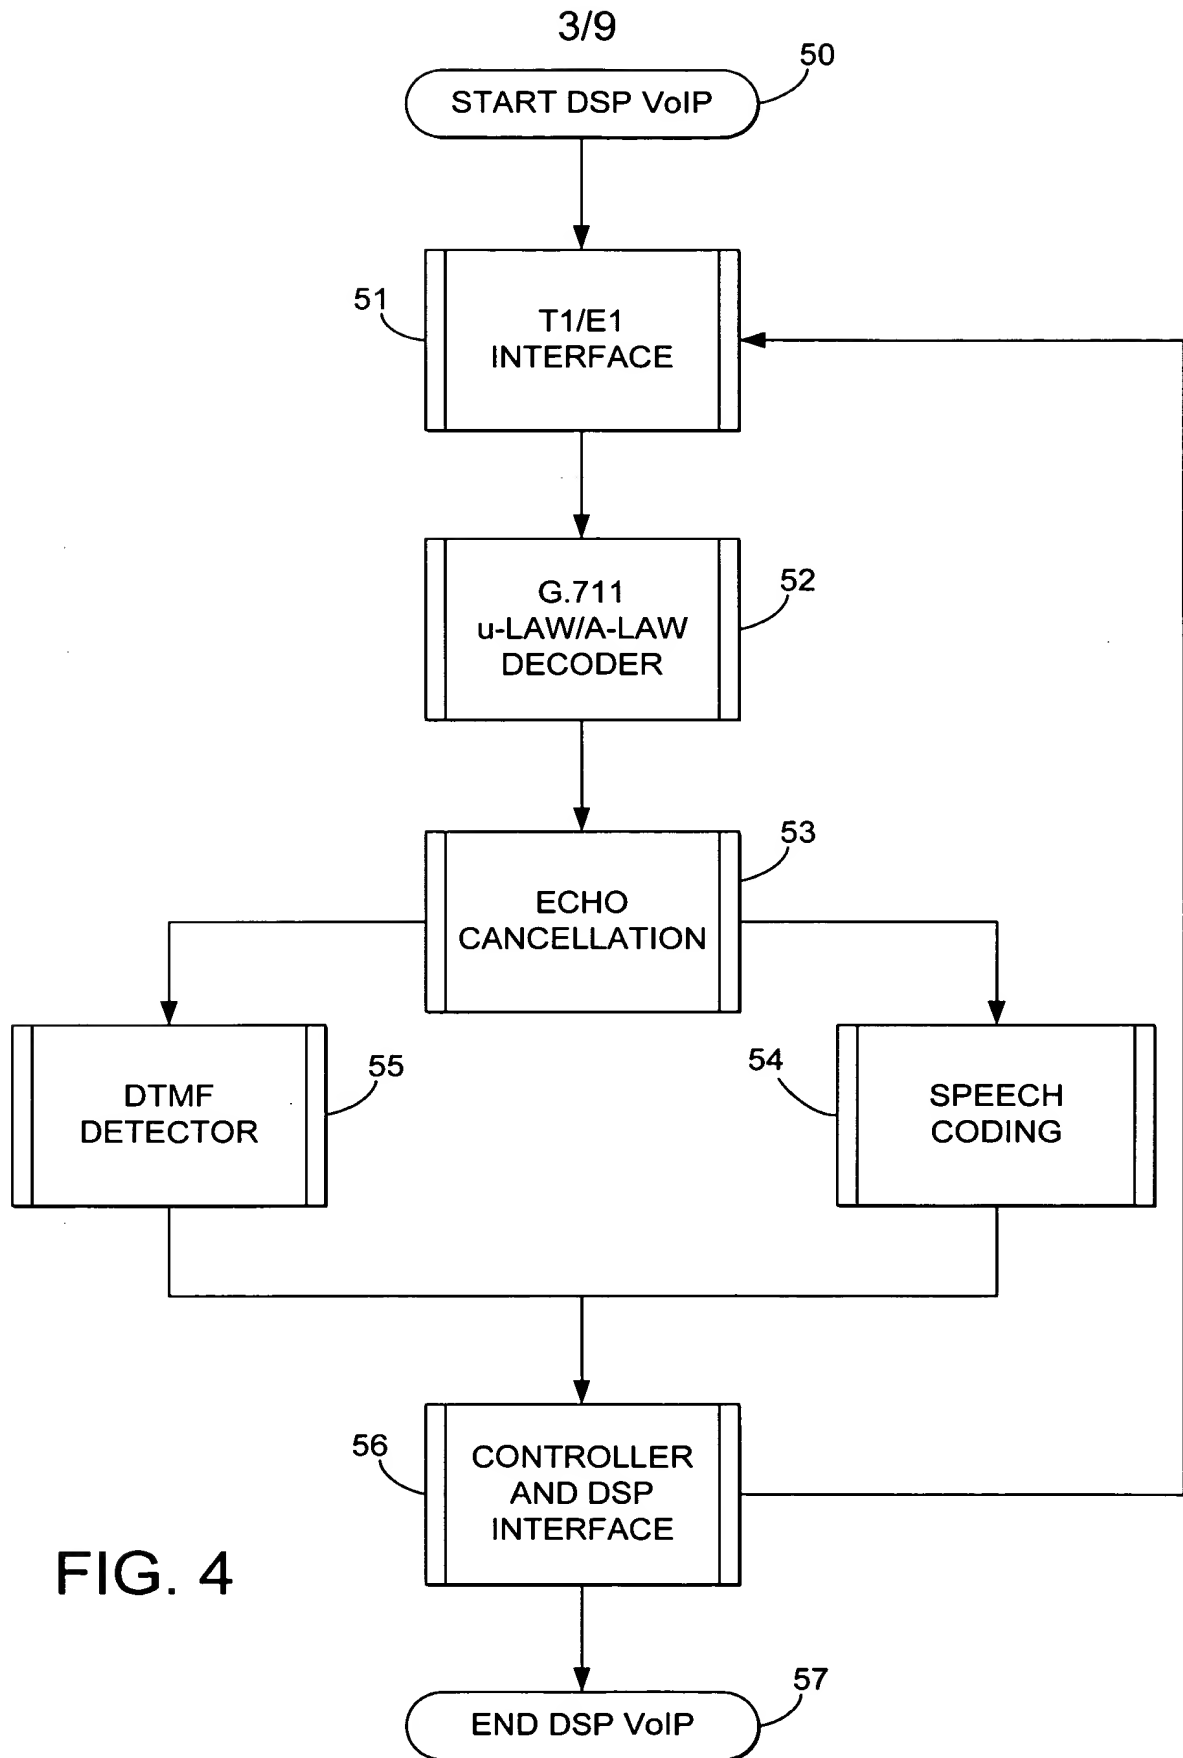 3/9
START DSP VoIP
50
51
T1/E1
INTERFACE
G.711
u-LAW/A-LAW
DECODER
52
ECHO
CANCELLATION
53
DTMF
DETECTOR
55
54
SPEECH
CODING
56
CONTROLLER
AND DSP
INTERFACE
FIG. 4
END DSP VoIP
57